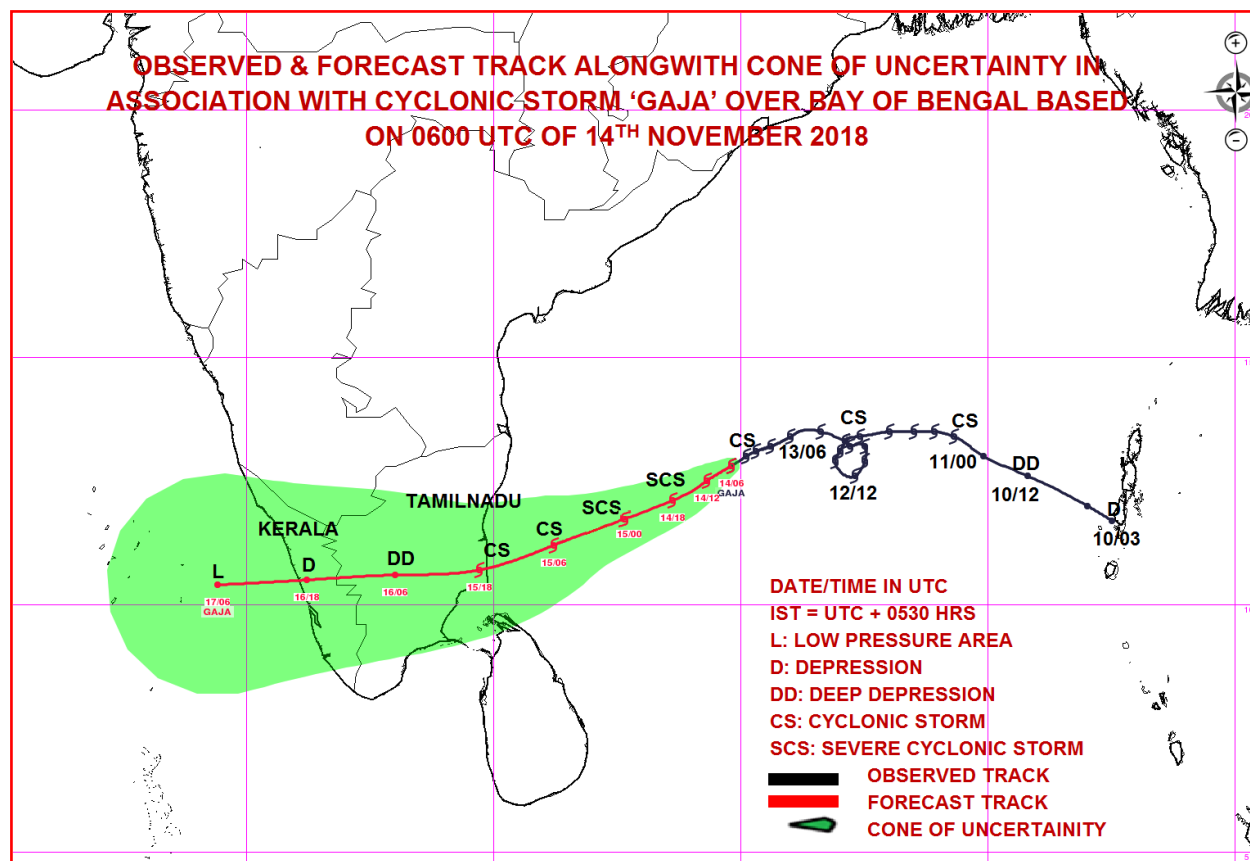 OBSERVED & FORECAST TRACK ALONGWITH CONE OF UNCERTAINTY IN
ASSOCIATION WITH CYCLONIC STORM ‘GAJA’ OVER BAY OF BENGAL BASED
ON 0600 UTC OF 14TH NOVEMBER 2018
CS
CS
CS
13/06
11/00
DD
12/12
10/12
D
10/03
14/06
GAJA
14/12
SCS
14/18
SCS
15/00
CS
15/06
CS
15/18
TAMILNADU
KERALA
DD
16/06
D
16/18
L
17/06
GAJA
DATE/TIME IN UTC
IST = UTC + 0530 HRS
L: LOW PRESSURE AREA
D: DEPRESSION
DD: DEEP DEPRESSION
CS: CYCLONIC STORM
SCS: SEVERE CYCLONIC STORM
OBSERVED TRACK
FORECAST TRACK
CONE OF UNCERTAINITY